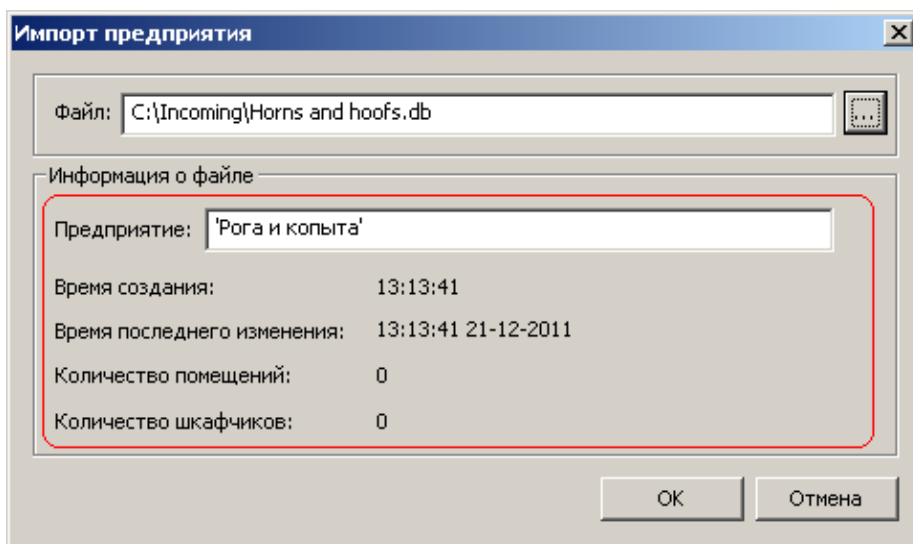 Импорт предприятия
Файл: C:\Incoming\Horns and hoofs.db ...
Информация о файле
Предприятие: 'Рога и копыта'
Время создания: 13:13:41
Время последнего изменения: 13:13:41 21-12-2011
Количество помещений: 0
Количество шкафчиков: 0
OK Отмена